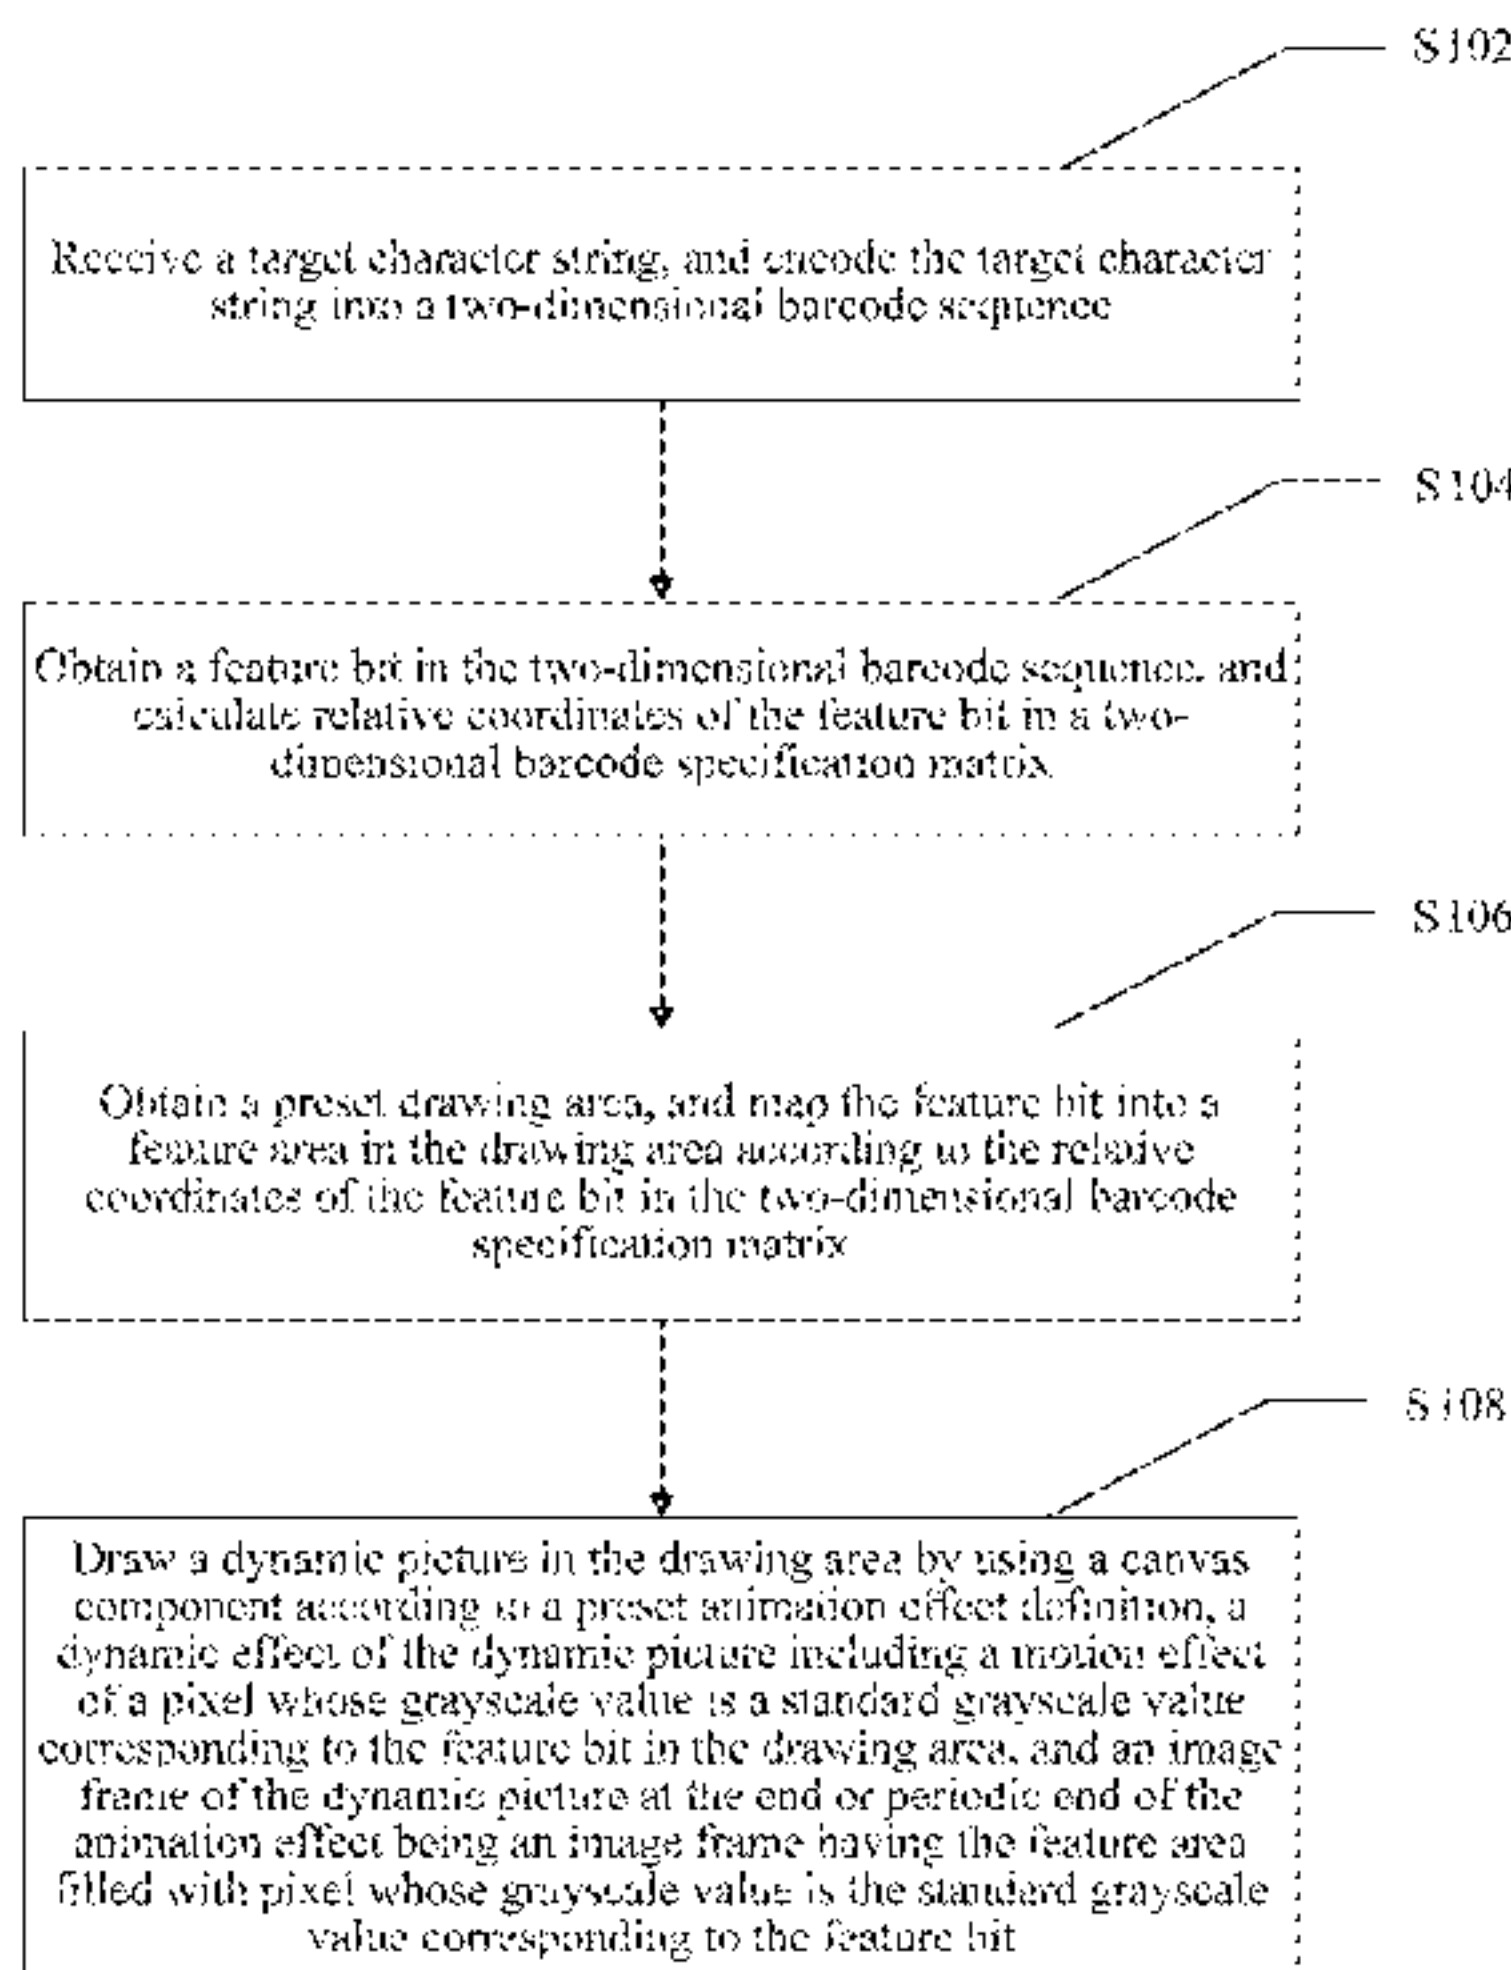 S102
Receive a target character string, and encode the target character
string into a two-dimensional barcode sequence
S104
Obtain a feature bit in the two-dimensional barcode sequence, and
calculate relative coordinates of the feature bit in a two-
dimensional barcode specification matrix
S106
Obtain a preset drawing area, and map the feature bit into a
feature area in the drawing area according to the relative
coordinates of the feature bit in the two-dimensional barcode
specification matrix
S108
Draw a dynamic picture in the drawing area by using a canvas
component according to a preset animation effect definition, a
dynamic effect of the dynamic picture including a motion effect
of a pixel whose grayscale value is a standard grayscale value
corresponding to the feature bit in the drawing area, and an image
frame of the dynamic picture at the end or periodic end of the
animation effect being an image frame having the feature area
filled with pixel whose grayscale value is the standard grayscale
value corresponding to the feature bit